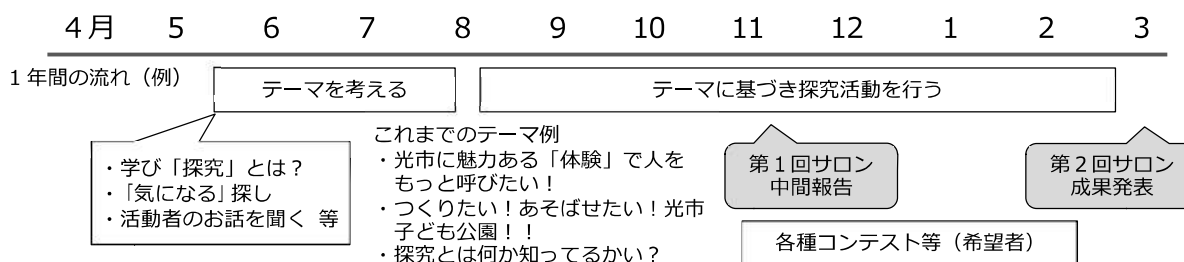 ４月 5 6 7 8 9 10 11 12 1 2 3
１年間の流れ（例）
テーマを考える
テーマに基づき探究活動を行う
・学び「探究」とは？
・「気になる」探し
・活動者のお話を聞く 等
これまでのテーマ例
・光市に魅力ある「体験」で人を
もっと呼びたい！
・つくりたい！あそばせたい！光市
子ども公園！！
・探究とは何か知ってるかい？
第１回サロン
中間報告
第２回サロン
成果発表
各種コンテスト等（希望者）